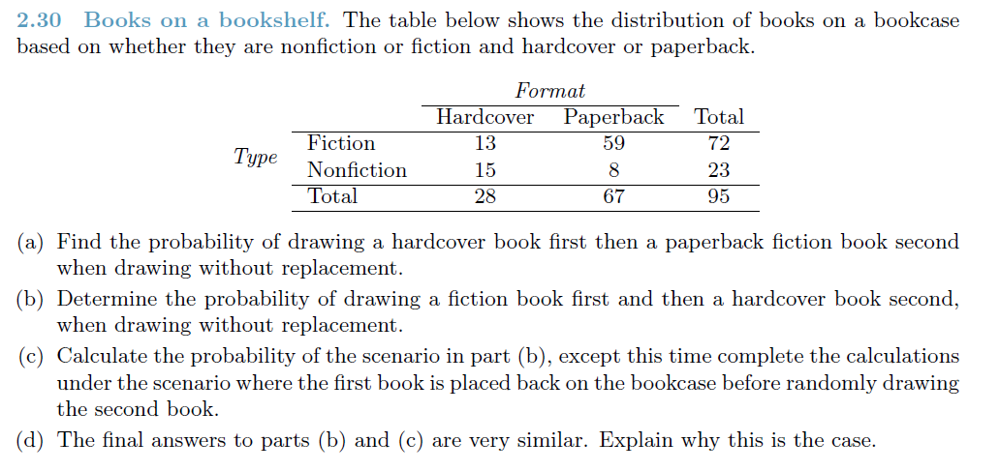 2.30 Books on a bookshelf. The table below shows the distribution of books on a bookcase
based on whether they are nonfiction or fiction and hardcover or paperback.
Format
Hardcover Paperback Total
Fiction 13 59 72
Type
Nonfiction 15 8 23
Total 28 67 95
(a) Find the probability of drawing a hardcover book first then a paperback fiction book second
when drawing without replacement.
(b) Determine the probability of drawing a fiction book first and then a hardcover book second,
when drawing without replacement.
(c) Calculate the probability of the scenario in part (b), except this time complete the calculations
under the scenario where the first book is placed back on the bookcase before randomly drawing
the second book.
(d) The final answers to parts (b) and (c) are very similar. Explain why this is the case.